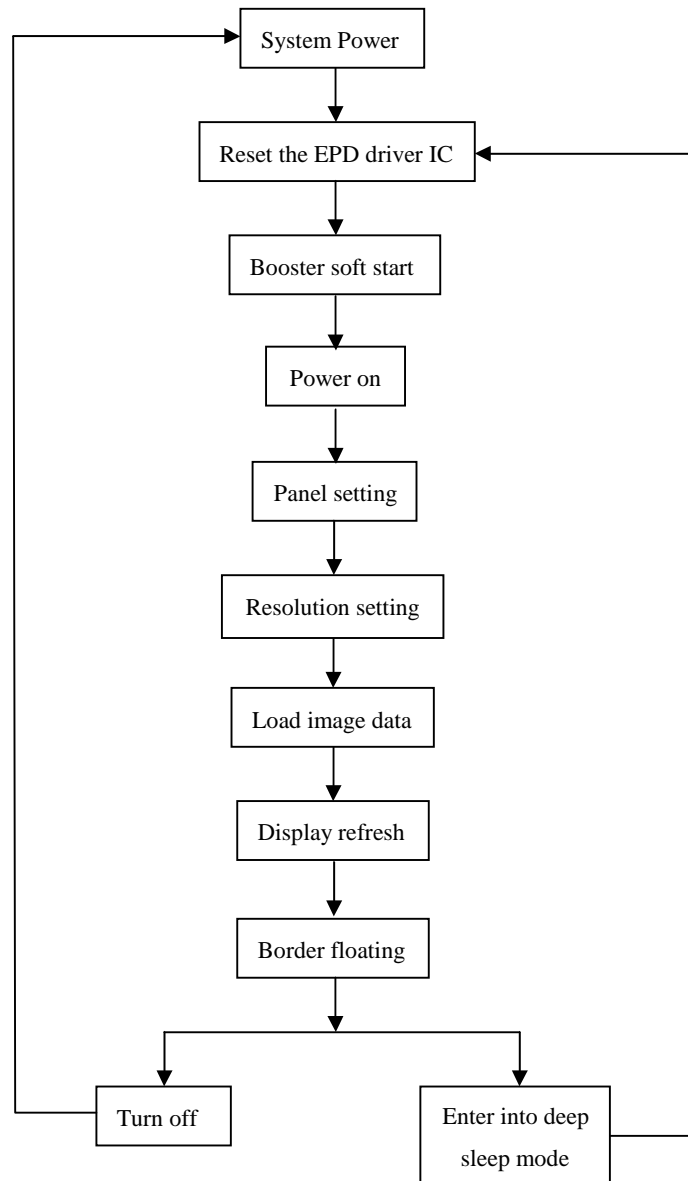 System Power
Reset the EPD driver IC
Booster soft start
Power on
Panel setting
Resolution setting
Load image data
Display refresh
Border floating
Turn off
Enter into deep
sleep mode